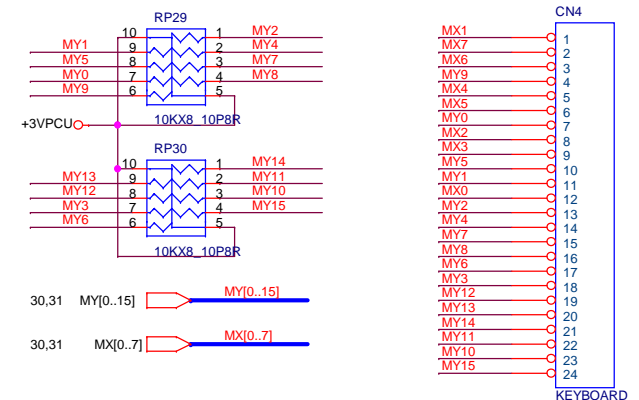 RP29
10 1 MY2
MY1 9 2 MY4
MY5 8 3 MY7
MY0 7 4 MY8
MY9 6 5
+3VPCU 10KX8_10P8R
RP30
10 1 MY14
MY13 9 2 MY11
MY12 8 3 MY10
MY3 7 4 MY15
MY6 6 5
10KX8_10P8R
30,31 MY[0..15] MY[0..15]
30,31 MX[0..7] MX[0..7]
CN4
MX1 1
MX7 2
MX6 3
MY9 4
MX4 5
MX5 6
MY0 7
MX2 8
MX3 9
MY5 10
MY1 11
MX0 12
MY2 13
MY4 14
MY7 15
MY8 16
MY6 17
MY3 18
MY12 19
MY13 20
MY14 21
MY11 22
MY10 23
MY15 24
KEYBOARD